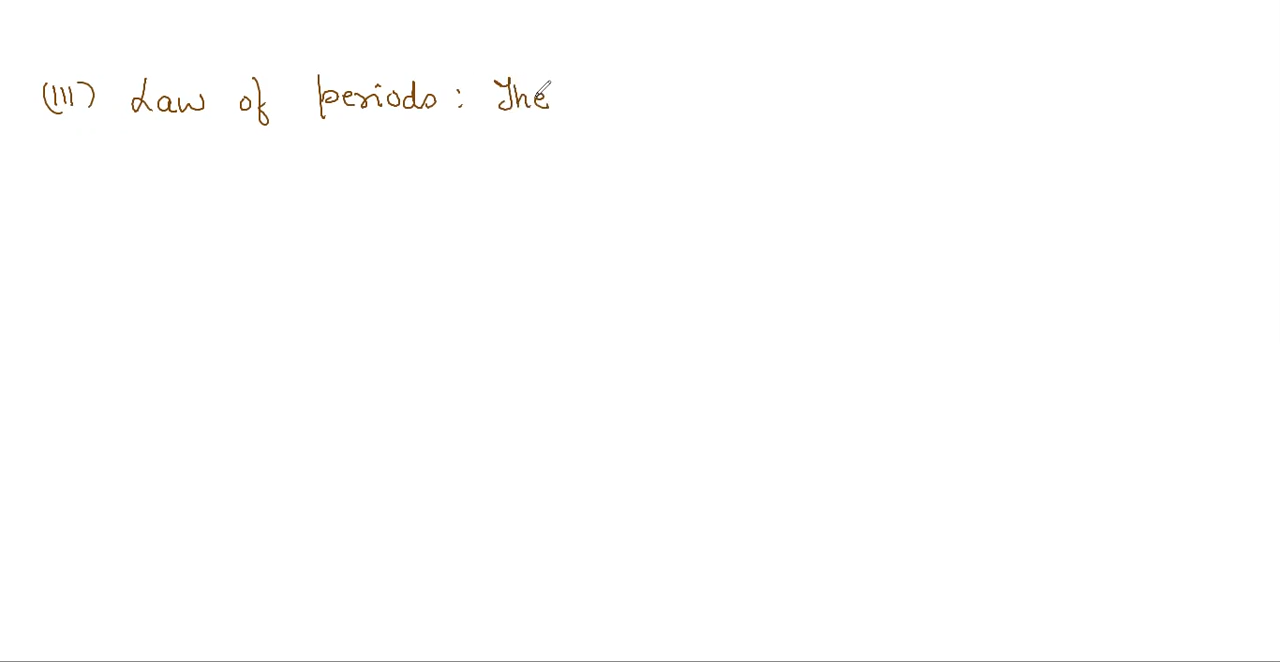 (III) Law of periods : The